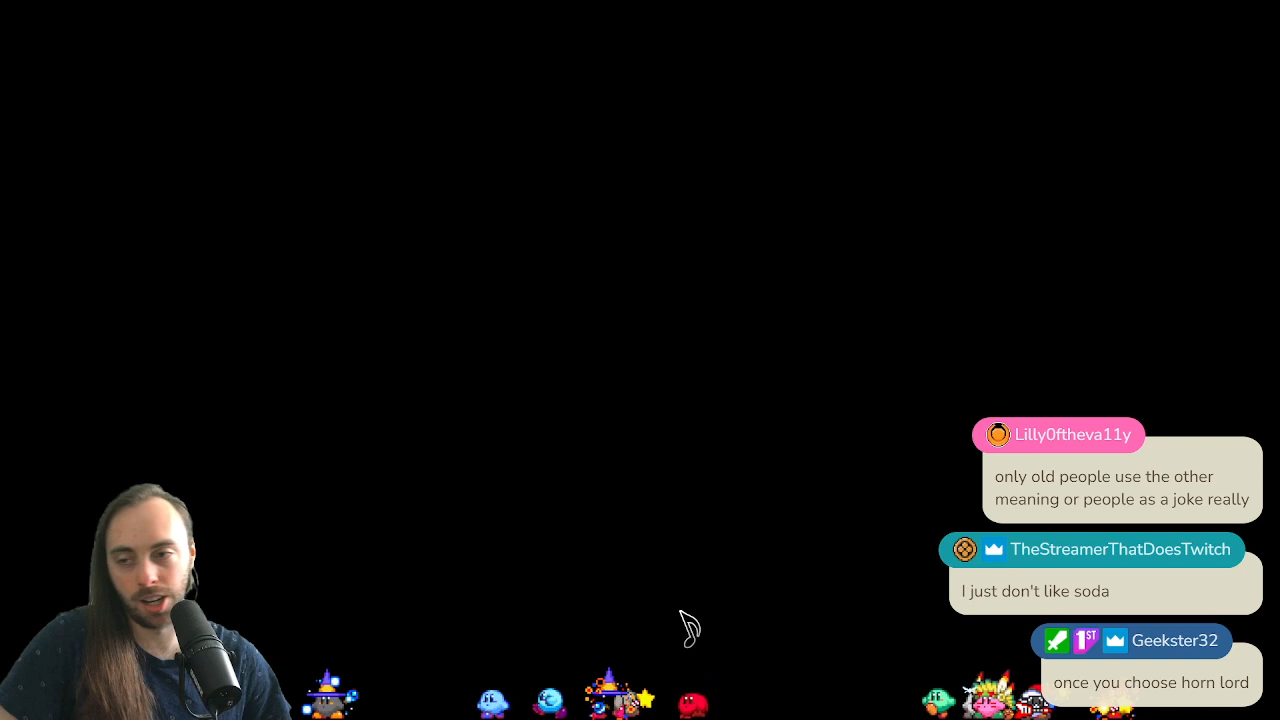 Lilly0ftheva11y
only old people use the other
meaning or people as a joke really
TheStreamerThatDoesTwitch
I just don't like soda
1ST Geekster32
once you choose horn lord